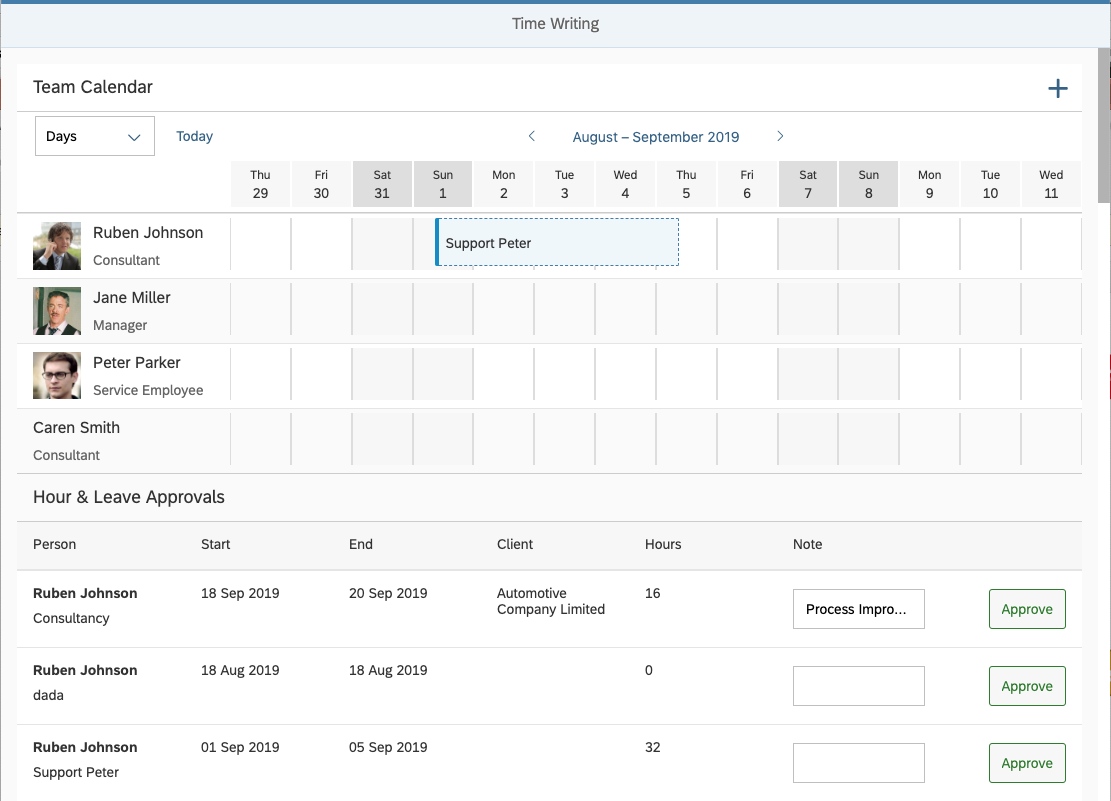 Time Writing
Team Calendar
Days
Today
August – September 2019
Thu Fri Sat Sun Mon Tue Wed Thu Fri Sat Sun Mon Tue Wed
29 30 31 1 2 3 4 5 6 7 8 9 10 11
Ruben Johnson
Consultant
Support Peter
Jane Miller
Manager
Peter Parker
Service Employee
Caren Smith
Consultant
Hour & Leave Approvals
Person Start End Client Hours Note
Ruben Johnson 18 Sep 2019 20 Sep 2019 Automotive 16
Consultancy Company Limited Process Impro... Approve
Ruben Johnson 18 Aug 2019 18 Aug 2019 0
dada Approve
Ruben Johnson 01 Sep 2019 05 Sep 2019 32
Support Peter Approve